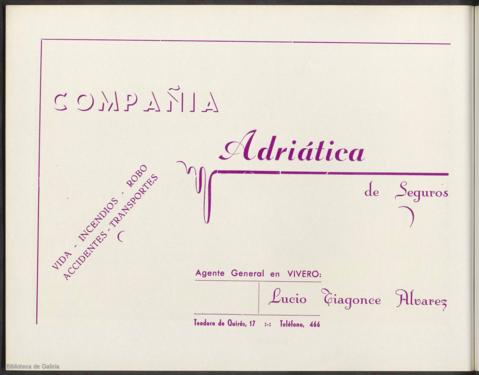 COMPAÑIA
Adriática
de Seguros
VIDA - INCENDIOS - ROBO
ACCIDENTES - TRANSPORTES
Agente General en VIVERO:
Lucio Tiagonce Alvarez
Teodoro de Quirós, 17 :-: Teléfono, 466
Biblioteca de Galicia